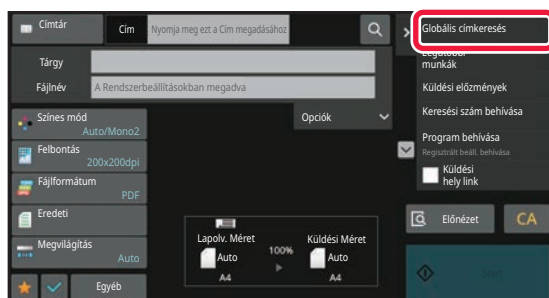 Címtár
Cím
Nyomja meg ezt a Cím megadásához
Globális címkeresés
Tárgy
Fájlnév
A Rendszerbeállításokban megadva
Legutóbbi
munkák
Küldési előzmények
Keresési szám behívása
Program behívása
Regisztrált beáll. behívása
Küldési
hely link
Színes mód
Auto/Mono2
Opciók
Felbontás
200x200dpi
Fájlformátum
PDF
Eredeti
Megvilágítás
Auto
Lapolv. Méret
Auto
A4
100%
Küldési Méret
Auto
A4
Előnézet
CA
Start
Egyéb